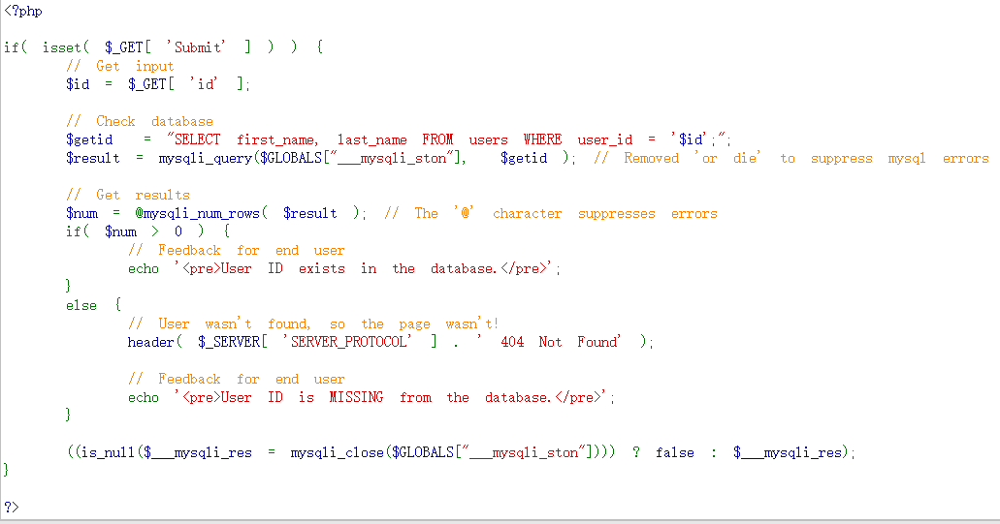 <?php
if( isset( $_GET[ 'Submit' ] ) ) {
// Get input
$id = $_GET[ 'id' ];
// Check database
$getid = "SELECT first_name, last_name FROM users WHERE user_id = '$id';";
$result = mysqli_query($GLOBALS["___mysqli_ston"], $getid ); // Removed 'or die' to suppress mysql errors
// Get results
$num = @mysqli_num_rows( $result ); // The '@' character suppresses errors
if( $num > 0 ) {
// Feedback for end user
echo '<pre>User ID exists in the database.</pre>';
}
else {
// User wasn't found, so the page wasn't!
header( $_SERVER[ 'SERVER_PROTOCOL' ] . ' 404 Not Found' );
// Feedback for end user
echo '<pre>User ID is MISSING from the database.</pre>';
}
((is_null($___mysqli_res = mysqli_close($GLOBALS["___mysqli_ston"]))) ? false : $___mysqli_res);
}
?>